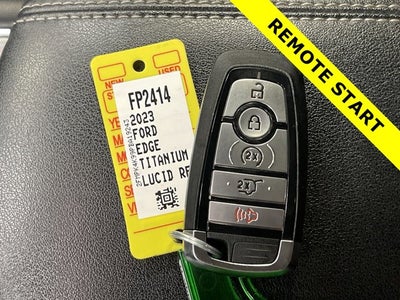 REMOTE START
NEW
USED
FP2414
2023
FORD
EDGE
TITANIUM
LUCID RE
2X
2X